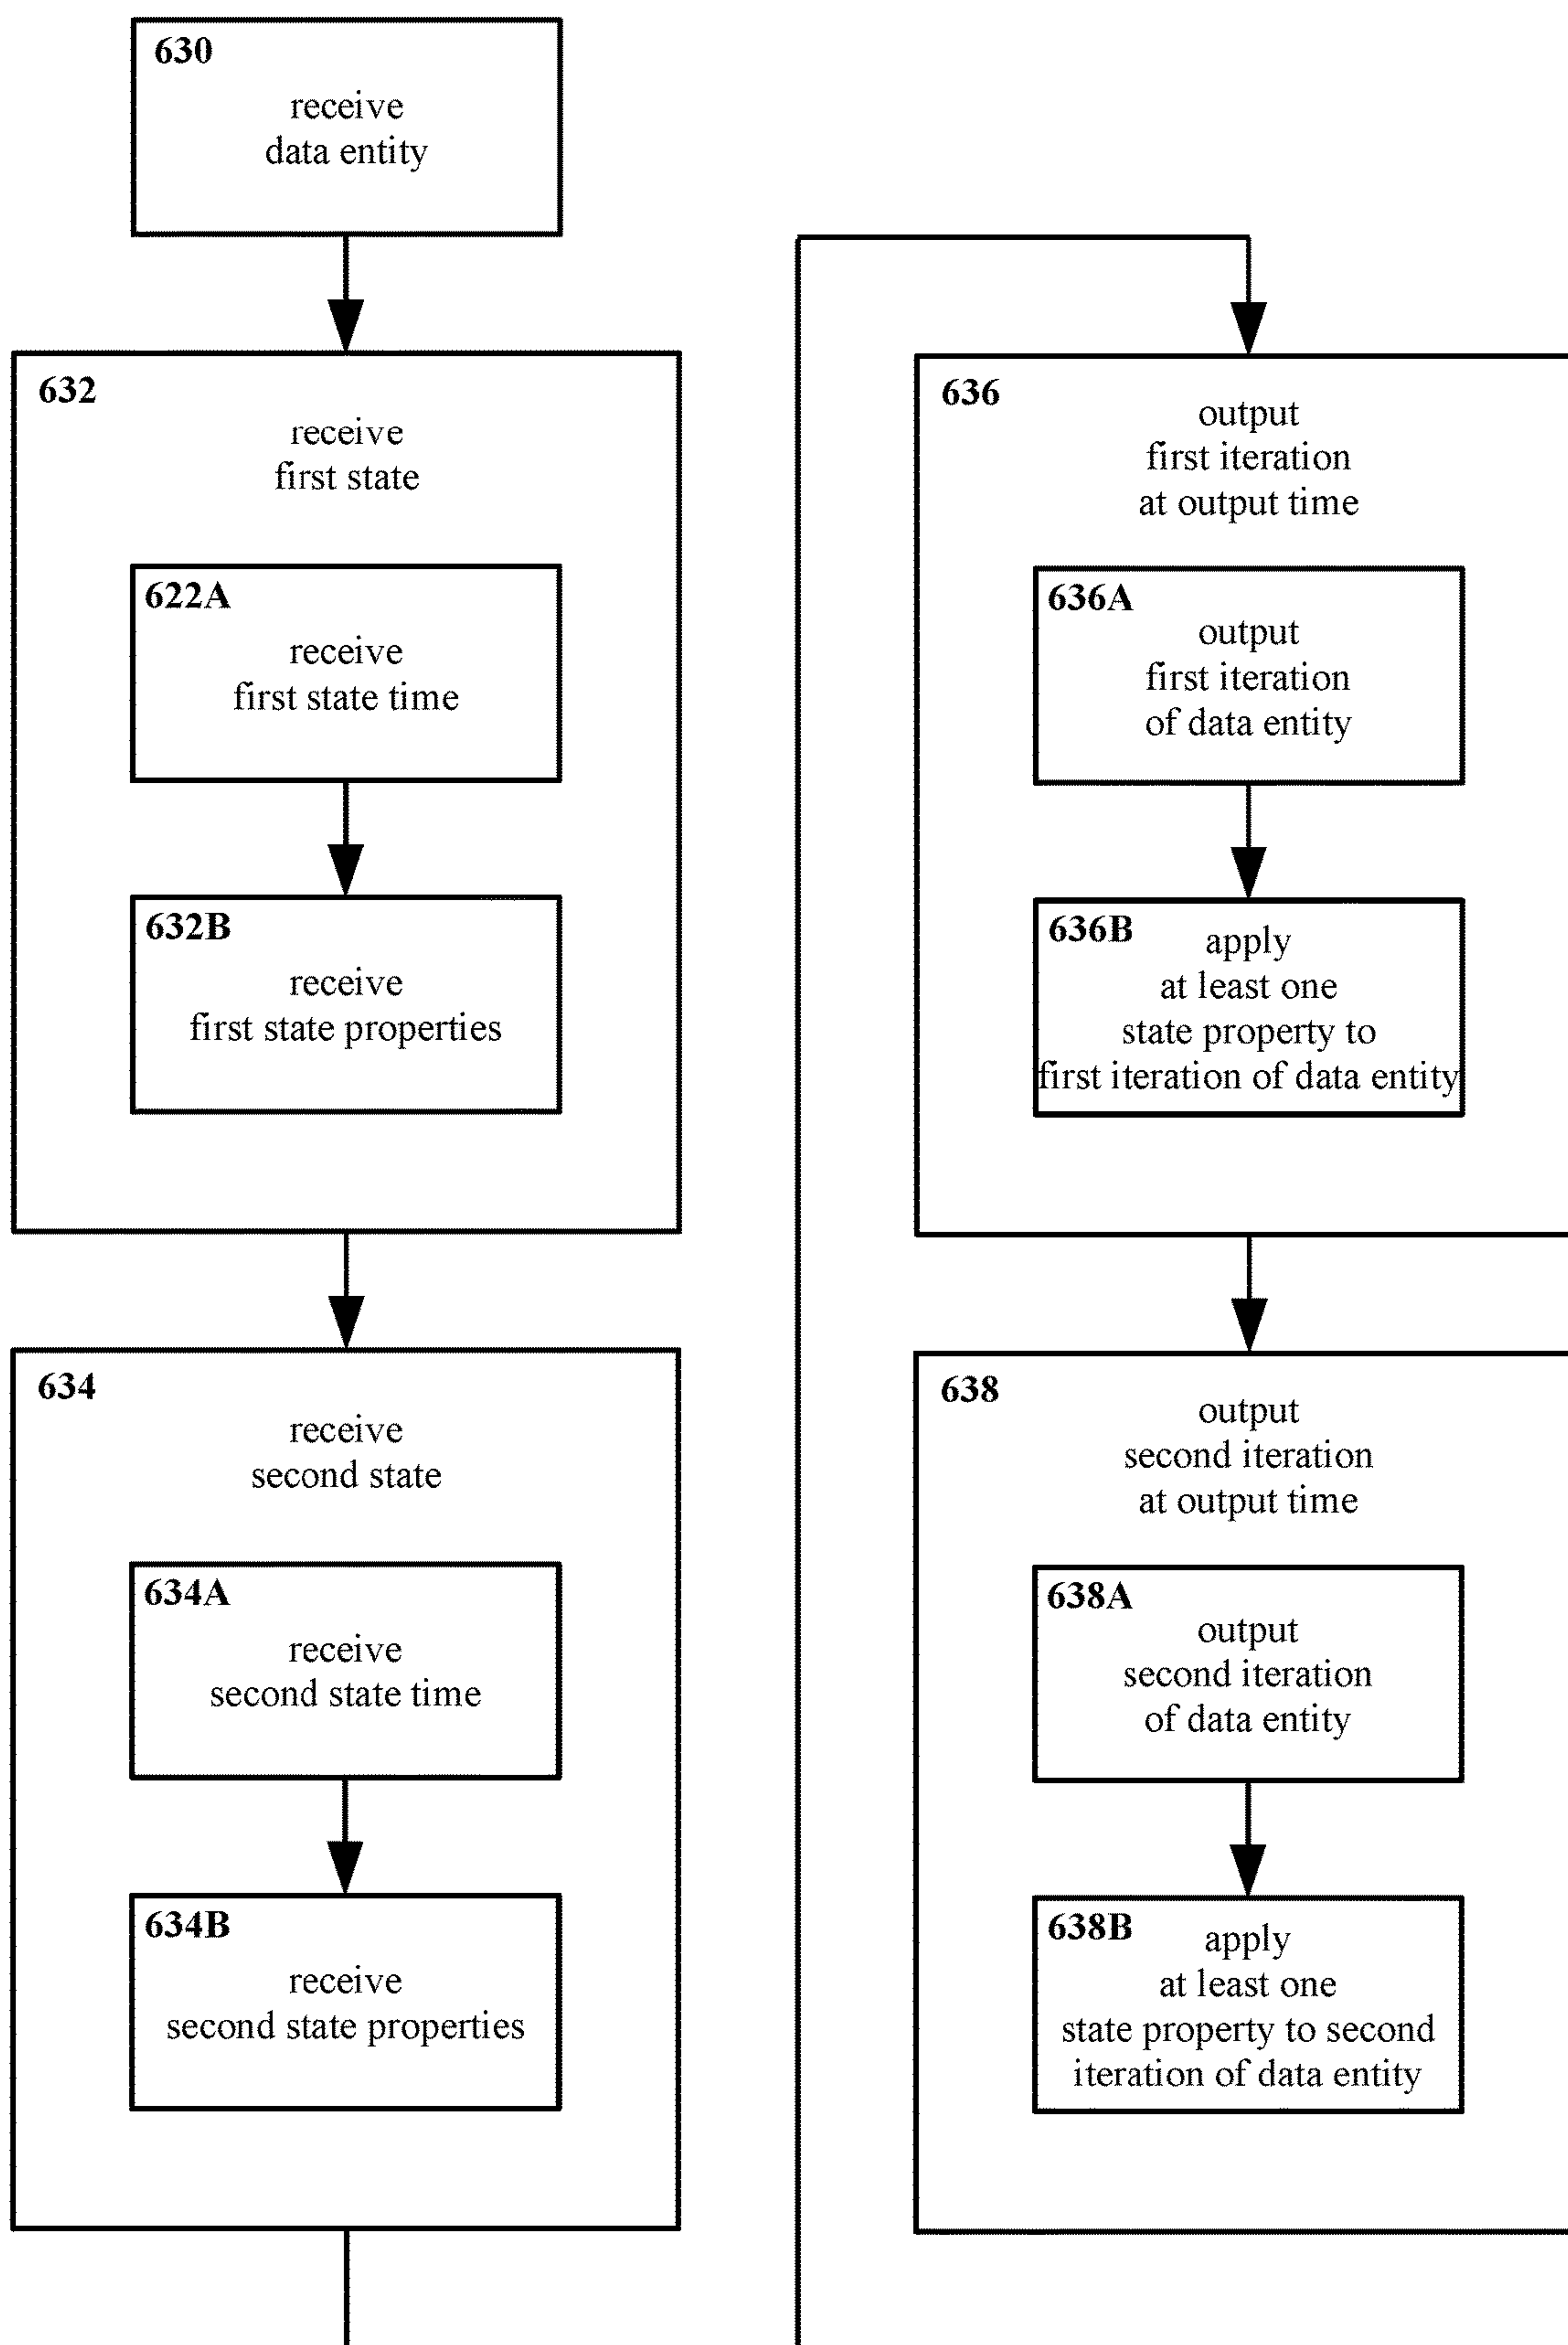 630
receive
data entity
632
receive
first state
622A
receive
first state time
632B
receive
first state properties
634
receive
second state
634A
receive
second state time
634B
receive
second state properties
636
output
first iteration
at output time
636A
output
first iteration
of data entity
636B
apply
at least one
state property to
first iteration of data entity
638
output
second iteration
at output time
638A
output
second iteration
of data entity
638B
apply
at least one
state property to second
iteration of data entity